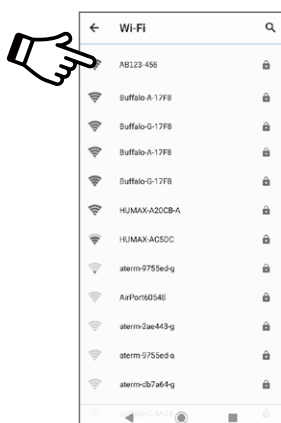 Wi-Fi
AB123-456
Buffalo-A-17F8
Buffalo-G-17F8
Buffalo-A-17F8
Buffalo-G-17F8
HUMAX-A20CB-A
HUMAX-AC5DC
aterm-9755ed-g
AirPort60548
aterm-2ae443-g
aterm-9755ed-a
aterm-db7a64-g